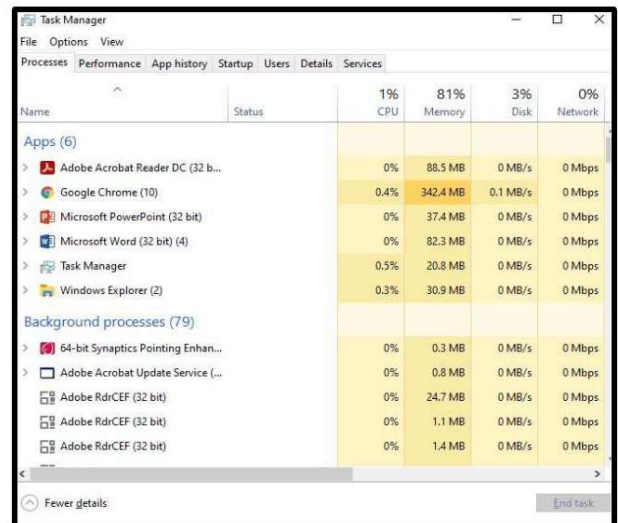 Task Manager
File Options View
Processes Performance App history Startup Users Details Services
1% 81% 3% 0%
Name Status CPU Memory Disk Network
Apps (6)
Adobe Acrobat Reader DC (32 b... 0% 88.5 MB 0 MB/s 0 Mbps
Google Chrome (10) 0.4% 342.4 MB 0.1 MB/s 0 Mbps
Microsoft PowerPoint (32 bit) 0% 37.4 MB 0 MB/s 0 Mbps
Microsoft Word (32 bit) (4) 0% 82.3 MB 0 MB/s 0 Mbps
Task Manager 0.5% 20.8 MB 0 MB/s 0 Mbps
Windows Explorer (2) 0.3% 30.9 MB 0 MB/s 0 Mbps
Background processes (79)
64-bit Synaptics Pointing Enhan... 0% 0.3 MB 0 MB/s 0 Mbps
Adobe Acrobat Update Service (... 0% 0.8 MB 0 MB/s 0 Mbps
Adobe RdrCEF (32 bit) 0% 24.7 MB 0 MB/s 0 Mbps
Adobe RdrCEF (32 bit) 0% 1.1 MB 0 MB/s 0 Mbps
Adobe RdrCEF (32 bit) 0% 1.4 MB 0 MB/s 0 Mbps
Fewer details End task